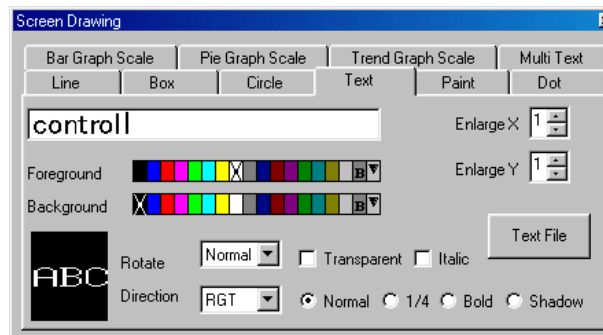 Screen Drawing
Bar Graph Scale Pie Graph Scale Trend Graph Scale Multi Text
Line Box Circle Text Paint Dot
controll Enlarge X 1
Foreground B Enlarge Y 1
Background B
Text File
ABC Rotate Normal Transparent Italic
Direction RGT Normal 1/4 Bold Shadow